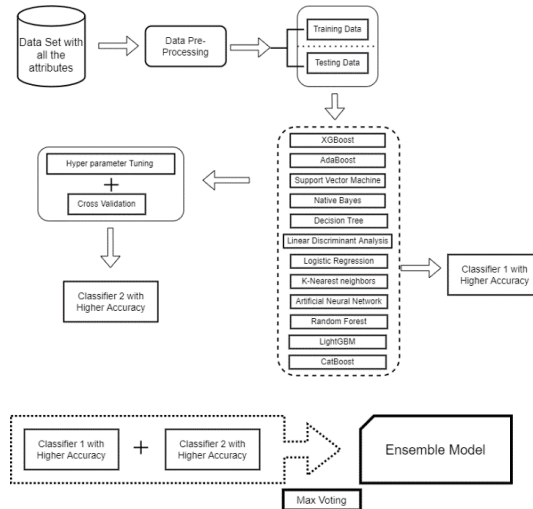 Data Set with
all the
attributes
Data Pre-
Processing
Training Data
Testing Data
XGBoost
AdaBoost
Support Vector Machine
Native Bayes
Decision Tree
Linear Discriminant Analysis
Logistic Regression
K-Nearest neighbors
Artificial Neural Network
Random Forest
LightGBM
CatBoost
Hyper parameter Tuning
+
Cross Validation
Classifier 1 with
Higher Accuracy
Classifier 2 with
Higher Accuracy
Classifier 1 with
Higher Accuracy
+
Classifier 2 with
Higher Accuracy
Ensemble Model
Max Voting